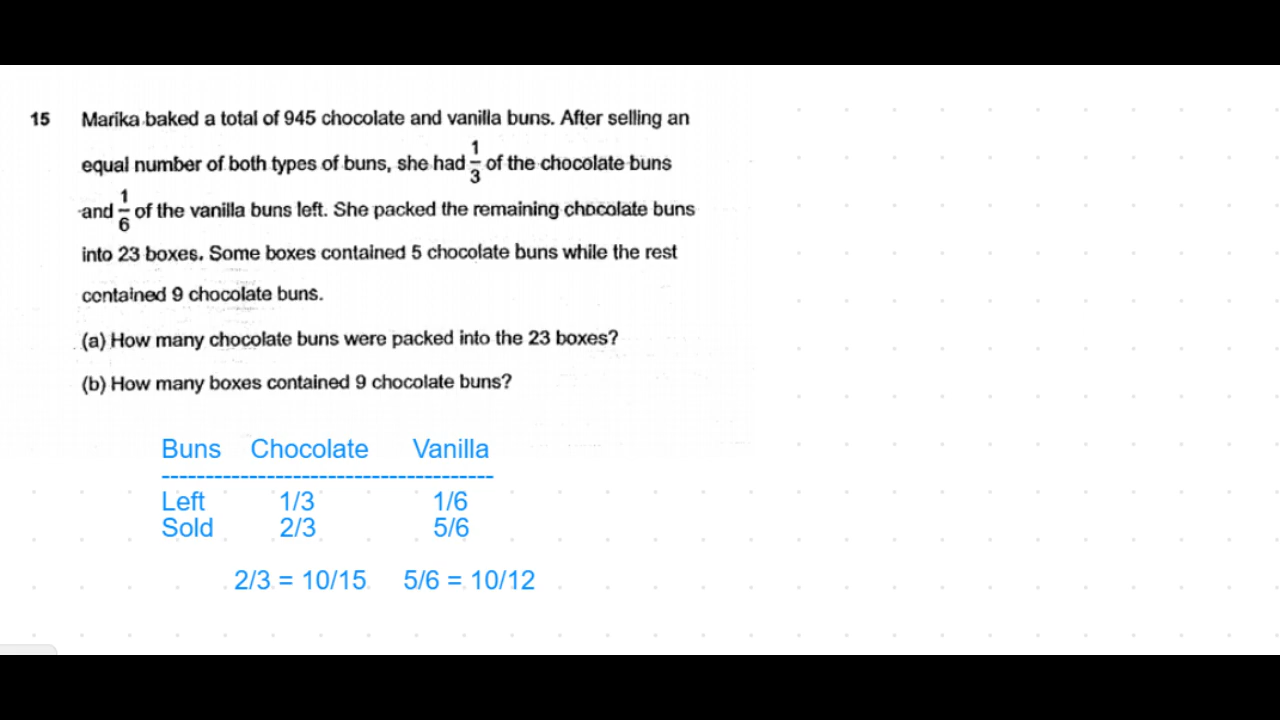 15 Marika baked a total of 945 chocolate and vanilla buns. After selling an
equal number of both types of buns, she had 1/3 of the chocolate buns
and 1/6 of the vanilla buns left. She packed the remaining chocolate buns
into 23 boxes. Some boxes contained 5 chocolate buns while the rest
contained 9 chocolate buns.
(a) How many chocolate buns were packed into the 23 boxes?
(b) How many boxes contained 9 chocolate buns?
Buns Chocolate Vanilla
--------------------------------------
Left 1/3 1/6
Sold 2/3 5/6
2/3 = 10/15 5/6 = 10/12